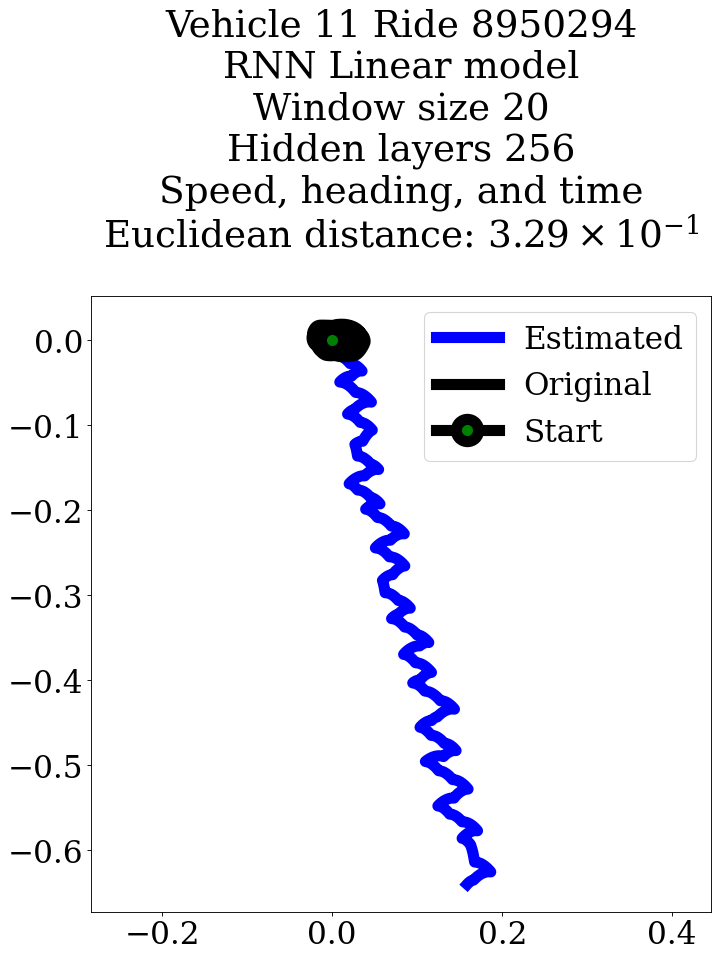 Vehicle 11 Ride 8950294
RNN Linear model
Window size 20
Hidden layers 256
Speed, heading, and time
Euclidean distance: 3.29 × 10⁻¹
Estimated
Original
Start
0.0
−0.1
−0.2
−0.3
−0.4
−0.5
−0.6
−0.2 0.0 0.2 0.4